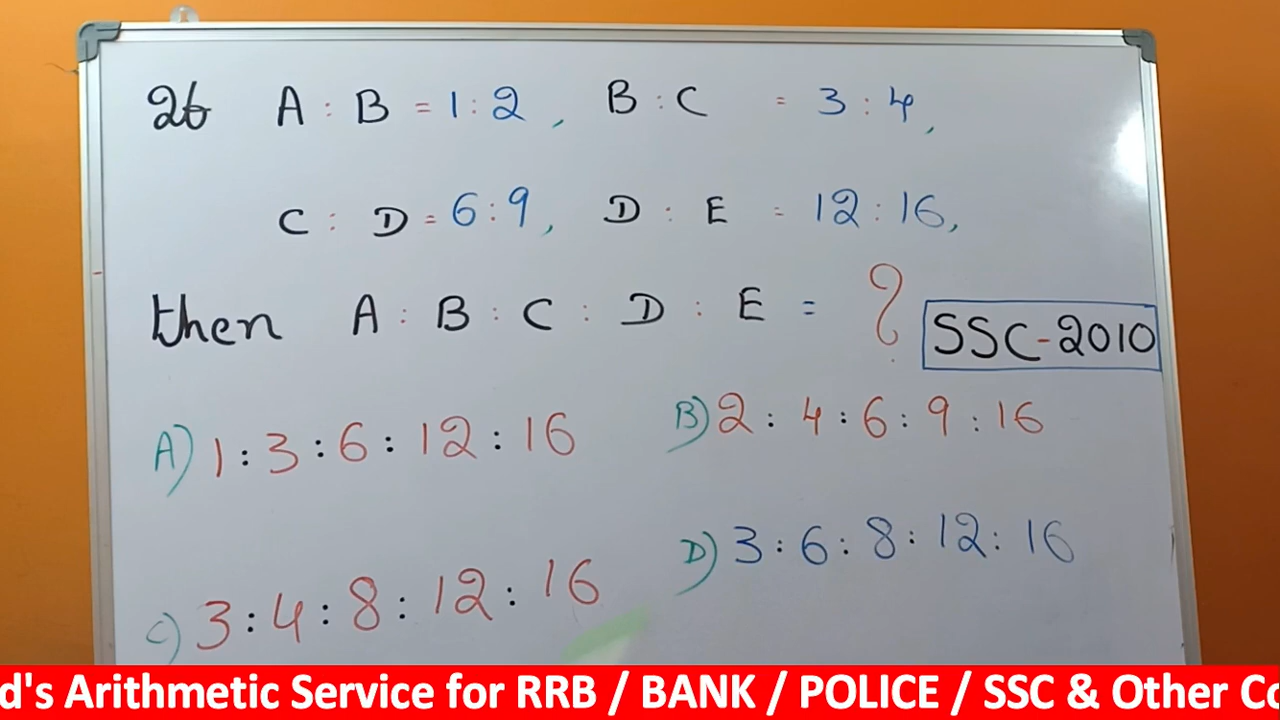 26 A : B = 1 : 2 , B : C = 3 : 4 ,
C : D = 6 : 9 , D : E = 12 : 16 ,
then A : B : C : D : E = ?
SSC-2010
A) 1 : 3 : 6 : 12 : 16
B) 2 : 4 : 6 : 9 : 16
C) 3 : 4 : 8 : 12 : 16
D) 3 : 6 : 8 : 12 : 16
d's Arithmetic Service for RRB / BANK / POLICE / SSC & Other Co